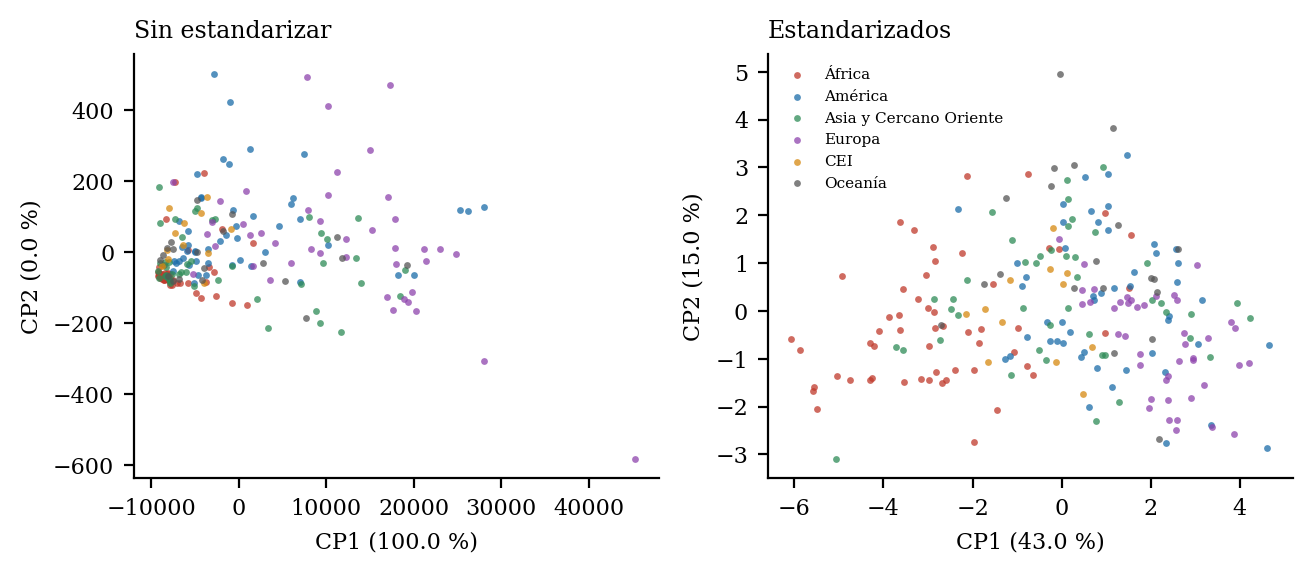 Sin estandarizar
400
200
0
−200
−400
−600
CP2 (0.0 %)
−10000 0 10000 20000 30000 40000
CP1 (100.0 %)
Estandarizados
5
4
3
2
1
0
−1
−2
−3
CP2 (15.0 %)
África
América
Asia y Cercano Oriente
Europa
CEI
Oceanía
−6 −4 −2 0 2 4
CP1 (43.0 %)